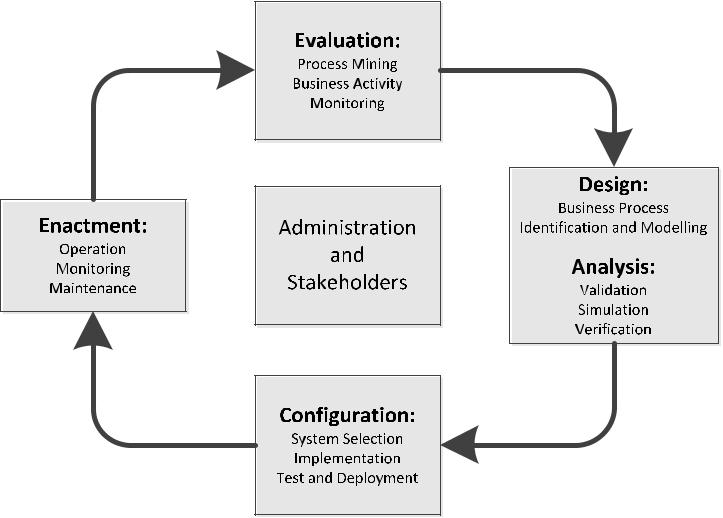 Evaluation:
Process Mining
Business Activity
Monitoring
Design:
Business Process
Identification and Modelling
Analysis:
Validation
Simulation
Verification
Enactment:
Operation
Monitoring
Maintenance
Administration
and
Stakeholders
Configuration:
System Selection
Implementation
Test and Deployment